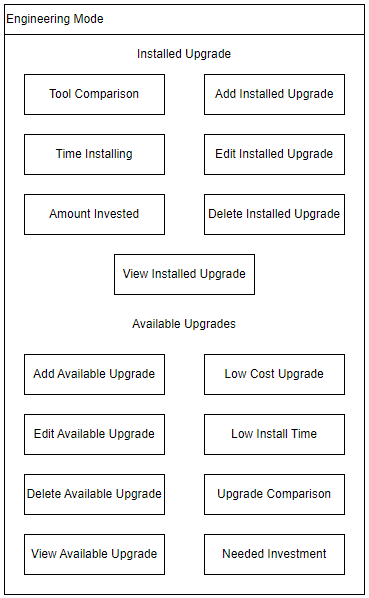 Engineering Mode
Installed Upgrade
Tool Comparison
Add Installed Upgrade
Time Installing
Edit Installed Upgrade
Amount Invested
Delete Installed Upgrade
View Installed Upgrade
Available Upgrades
Add Available Upgrade
Low Cost Upgrade
Edit Available Upgrade
Low Install Time
Delete Available Upgrade
Upgrade Comparison
View Available Upgrade
Needed Investment